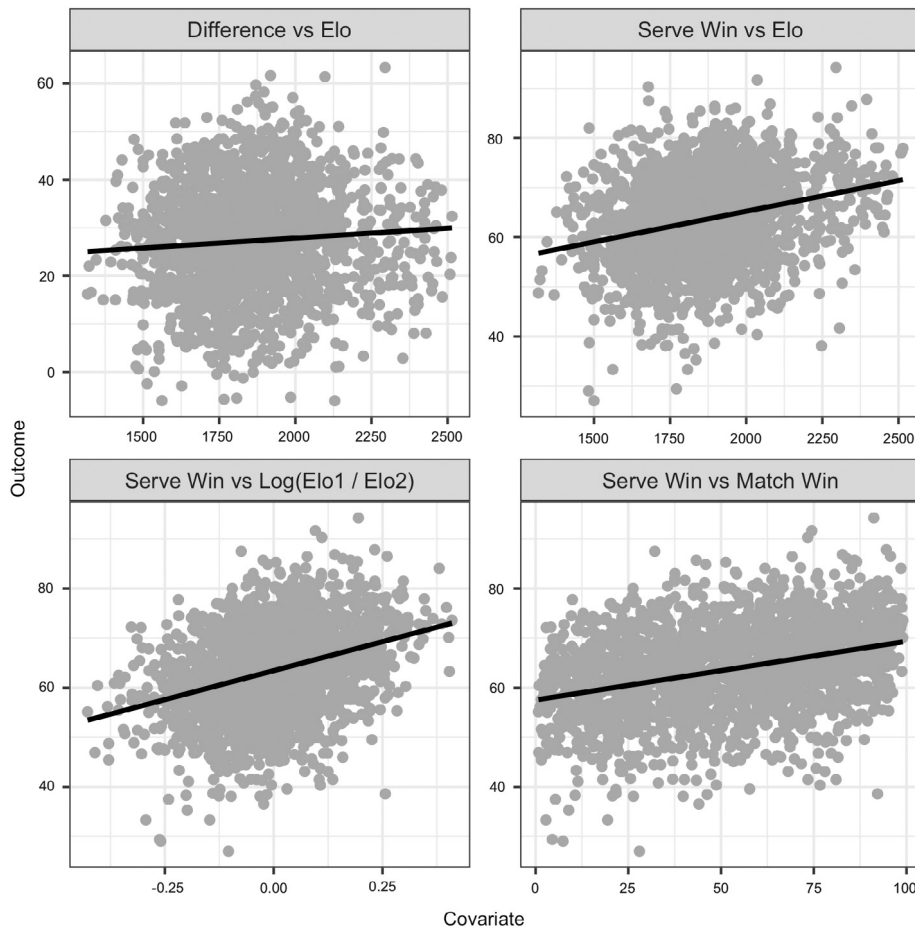 Difference vs Elo
Serve Win vs Elo
60
40
20
0
80
60
40
1500 1750 2000 2250 2500
1500 1750 2000 2250 2500
Outcome
Serve Win vs Log(Elo1 / Elo2)
Serve Win vs Match Win
80
60
40
80
60
40
-0.25 0.00 0.25
0 25 50 75 100
Covariate